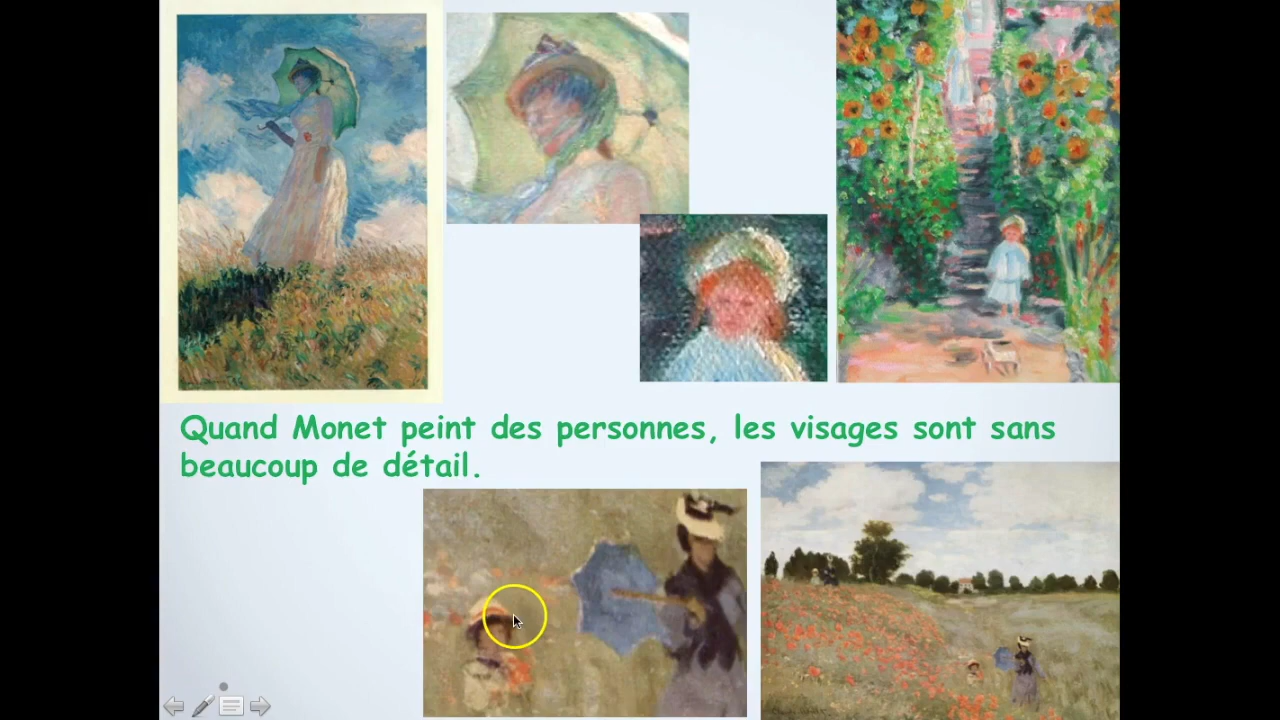 Quand Monet peint des personnes, les visages sont sans
beaucoup de détail.